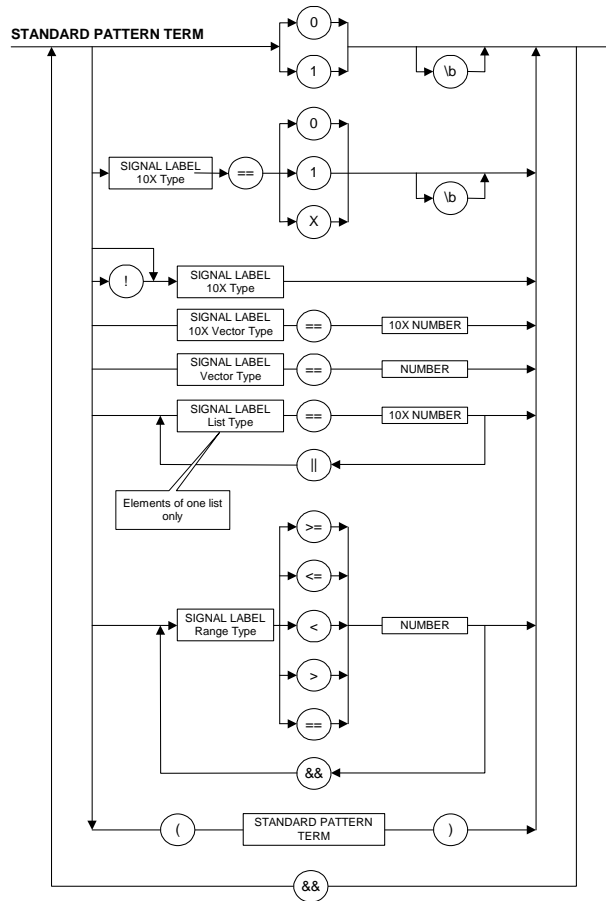 STANDARD PATTERN TERM
0
1
\b
SIGNAL LABEL
10X Type
==
0
1
X
\b
!
SIGNAL LABEL
10X Type
SIGNAL LABEL
10X Vector Type
==
10X NUMBER
SIGNAL LABEL
Vector Type
==
NUMBER
SIGNAL LABEL
List Type
==
10X NUMBER
||
Elements of one list
only
SIGNAL LABEL
Range Type
>=
<=
<
>
==
NUMBER
&&
(
STANDARD PATTERN
TERM
)
&&